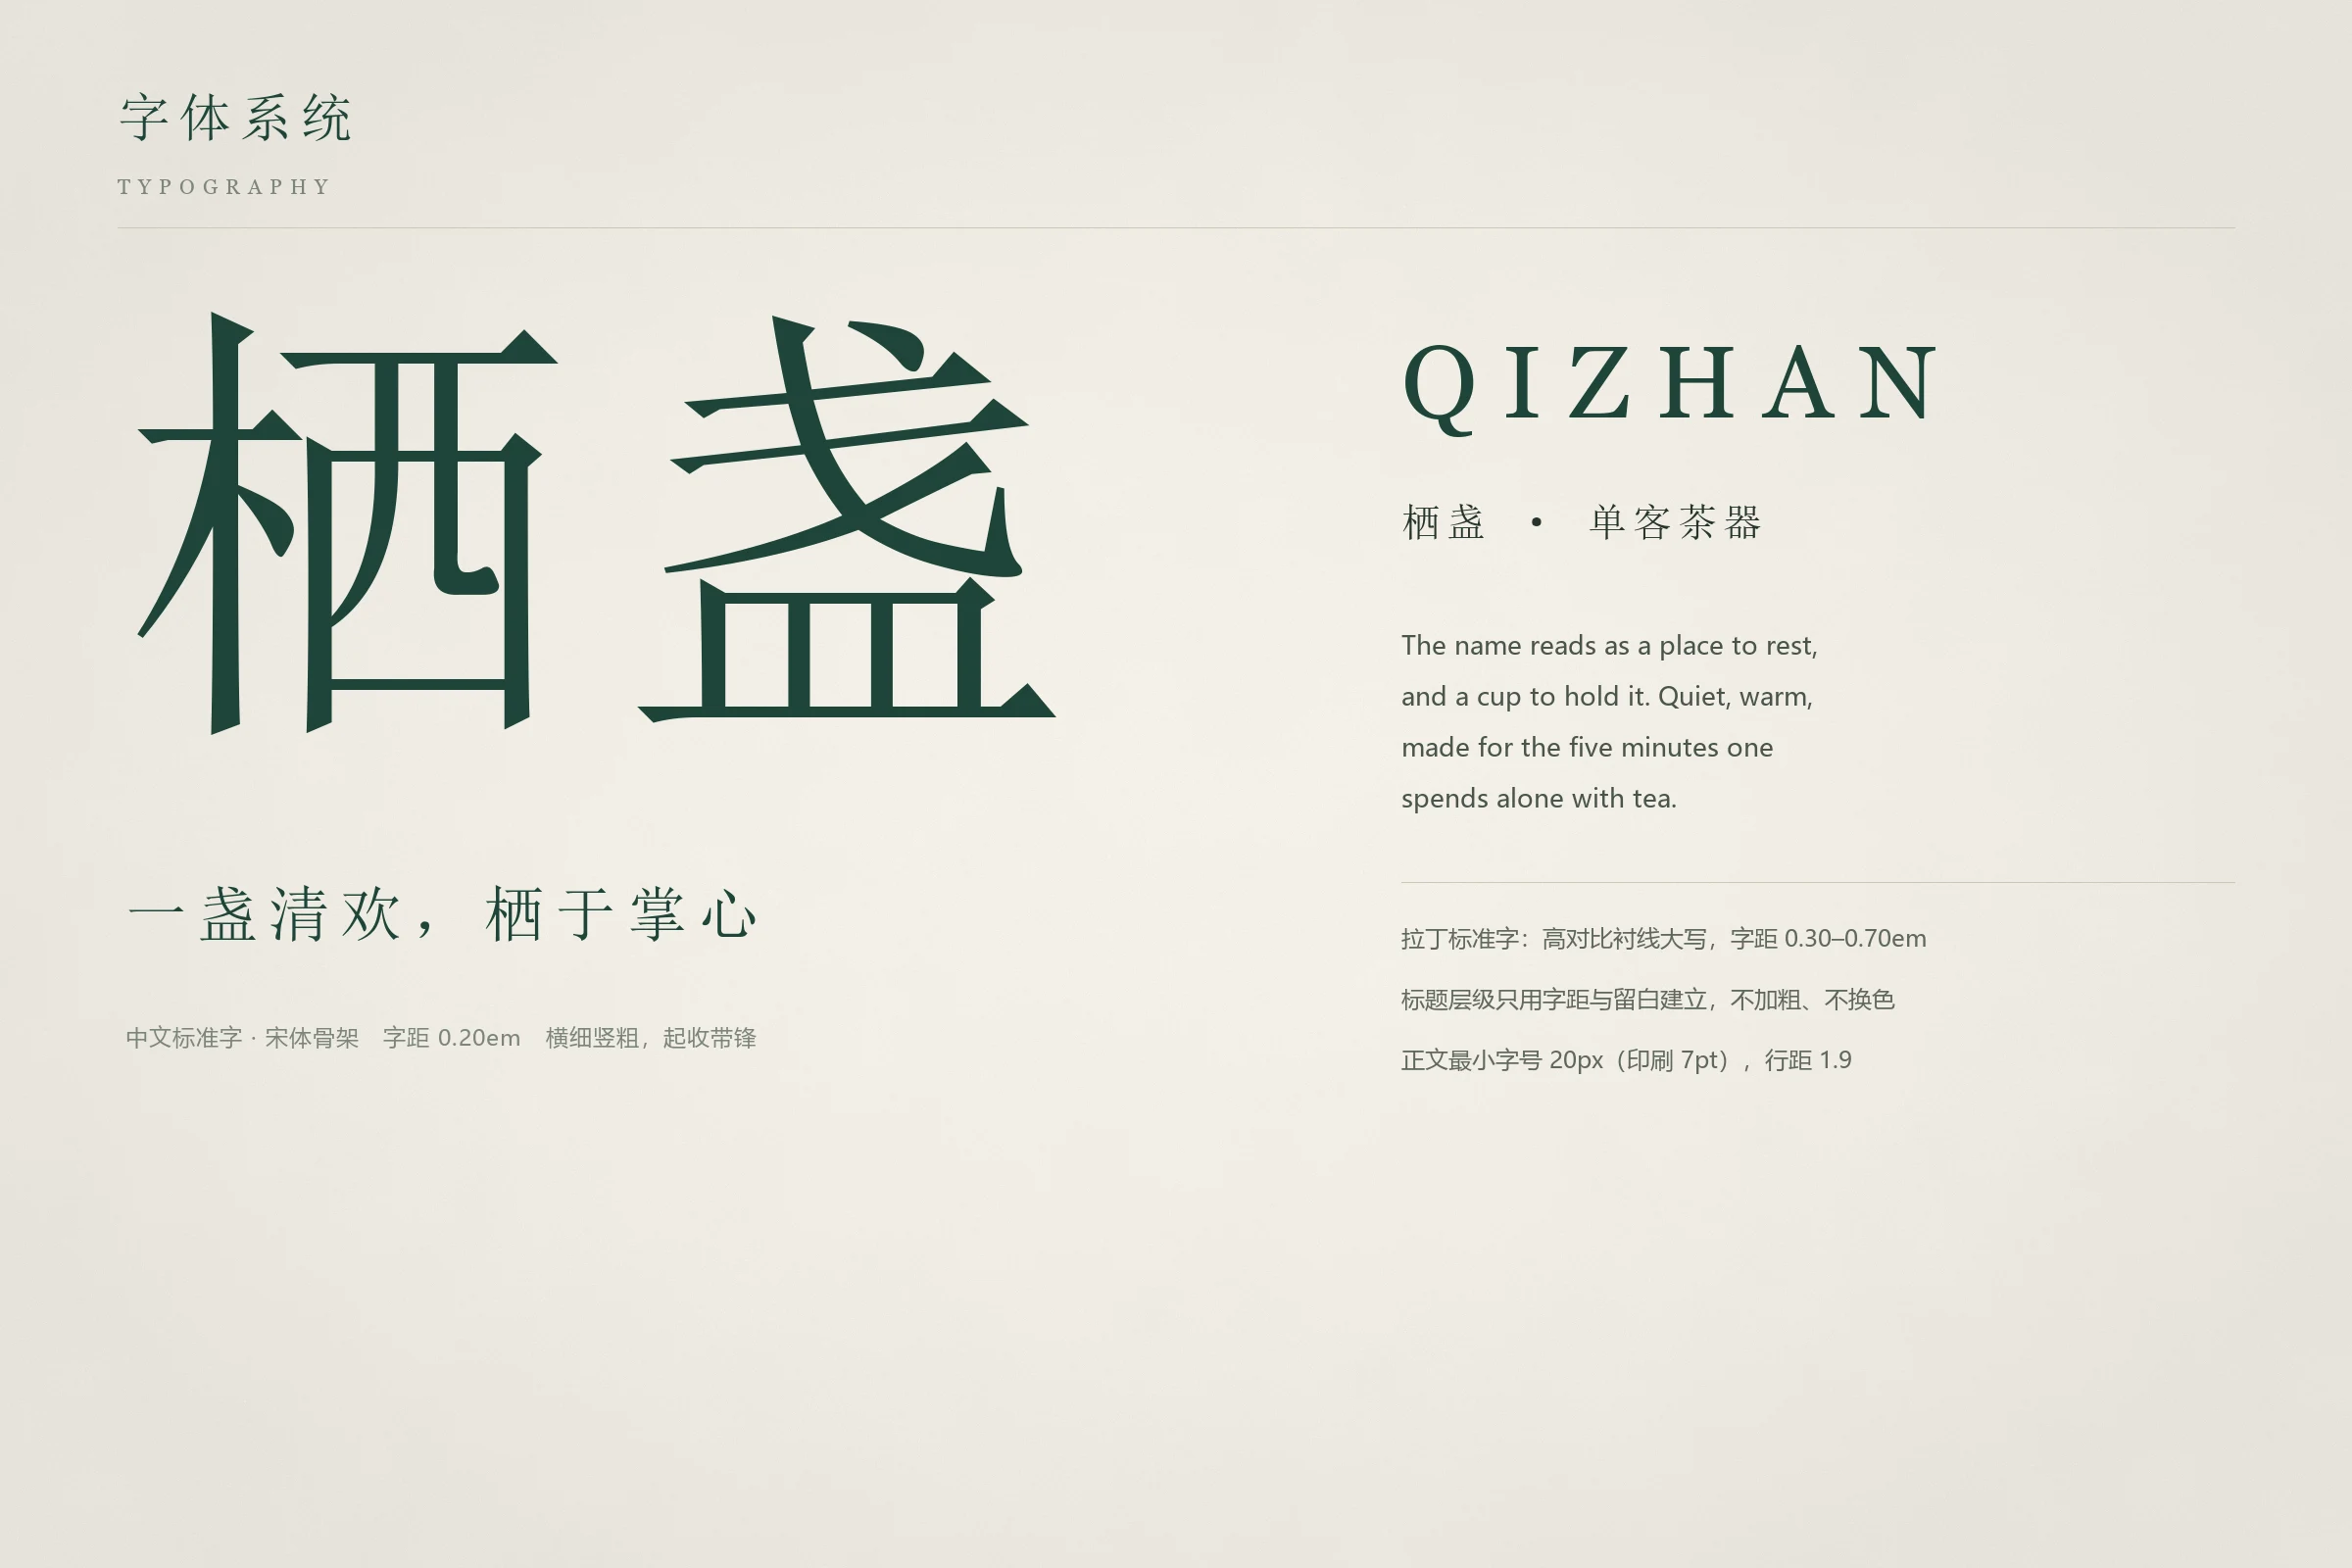 字体系统
TYPOGRAPHY
栖盏
一盏清欢，栖于掌心
中文标准字 · 宋体骨架 字距 0.20em 横细竖粗，起收带锋
QIZHAN
栖盏 • 单客茶器
The name reads as a place to rest,
and a cup to hold it. Quiet, warm,
made for the five minutes one
spends alone with tea.
拉丁标准字：高对比衬线大写，字距 0.30–0.70em
标题层级只用字距与留白建立，不加粗、不换色
正文最小字号 20px（印刷 7pt），行距 1.9